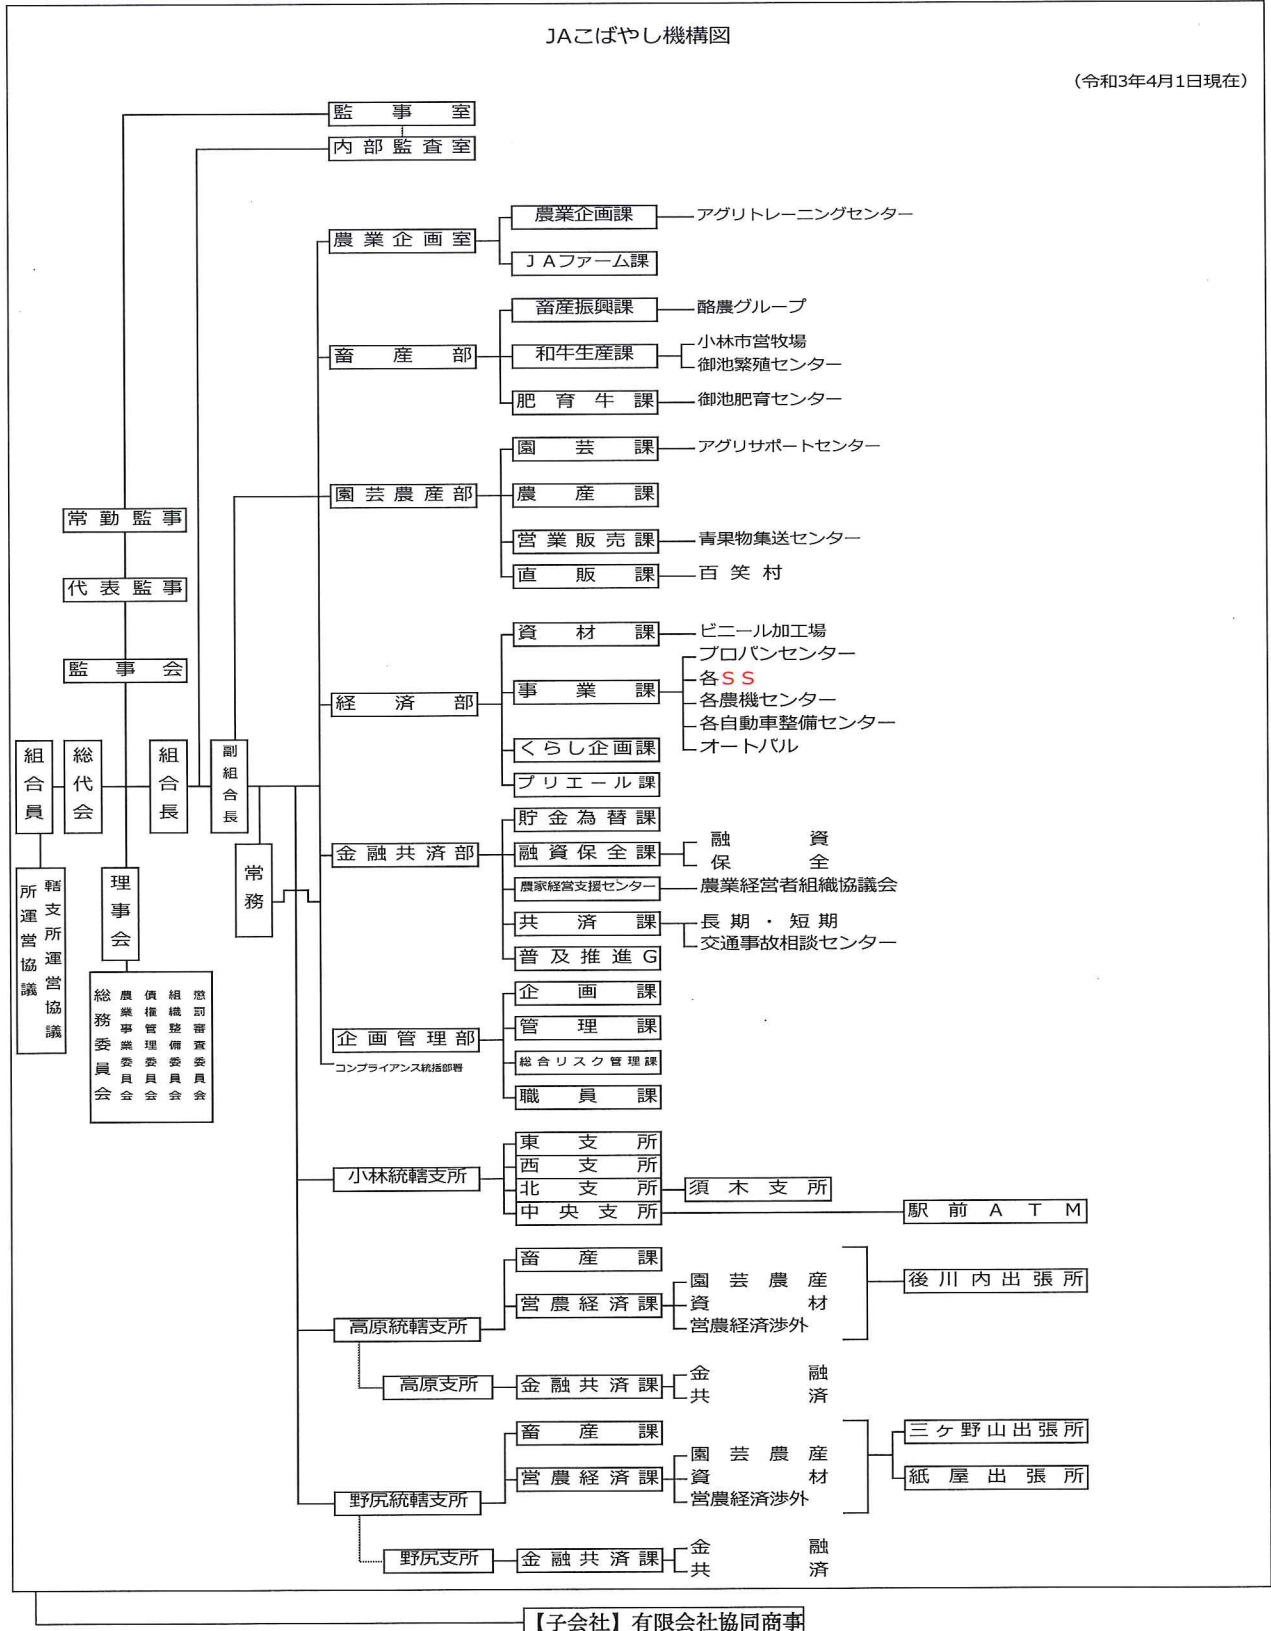 JAこばやし機構図
(令和3年4月1日現在)
監事室
内部監査室
農業企画室
農業企画課
アグリトレーニングセンター
JAファーム課
畜産部
畜産振興課
酪農グループ
和牛生産課
小林市営牧場
御池繁殖センター
肥育牛課
御池肥育センター
園芸農産部
園芸課
アグリサポートセンター
農産課
営業販売課
青果物集送センター
直販課
百笑村
常勤監事
代表監事
監事会
経済部
資材課
ビニール加工場
事業課
プロパンセンター
各SS
各農機センター
各自動車整備センター
オートパル
くらし企画課
プリエール課
組合員
総代会
組合長
副組合長
常務
理事会
轄支所運営協議
所運営協議
総務委員会
農業事業委員会
債権管理委員会
組織整備委員会
懲罰審査委員会
金融共済部
貯金為替課
融資保全課
融資
保全
農家経営支援センター
農業経営者組織協議会
共済課
長期・短期
交通事故相談センター
普及推進G
企画管理部
コンプライアンス統括部署
企画課
管理課
総合リスク管理課
職員課
小林統轄支所
東支所
西支所
北支所
須木支所
中央支所
駅前ATM
高原統轄支所
畜産課
営農経済課
園芸農産
資材
営農経済渉外
後川内出張所
高原支所
金融共済課
金融
共済
野尻統轄支所
畜産課
営農経済課
園芸農産
資材
営農経済渉外
三ヶ野山出張所
紙屋出張所
野尻支所
金融共済課
金融
共済
【子会社】有限会社協同商事